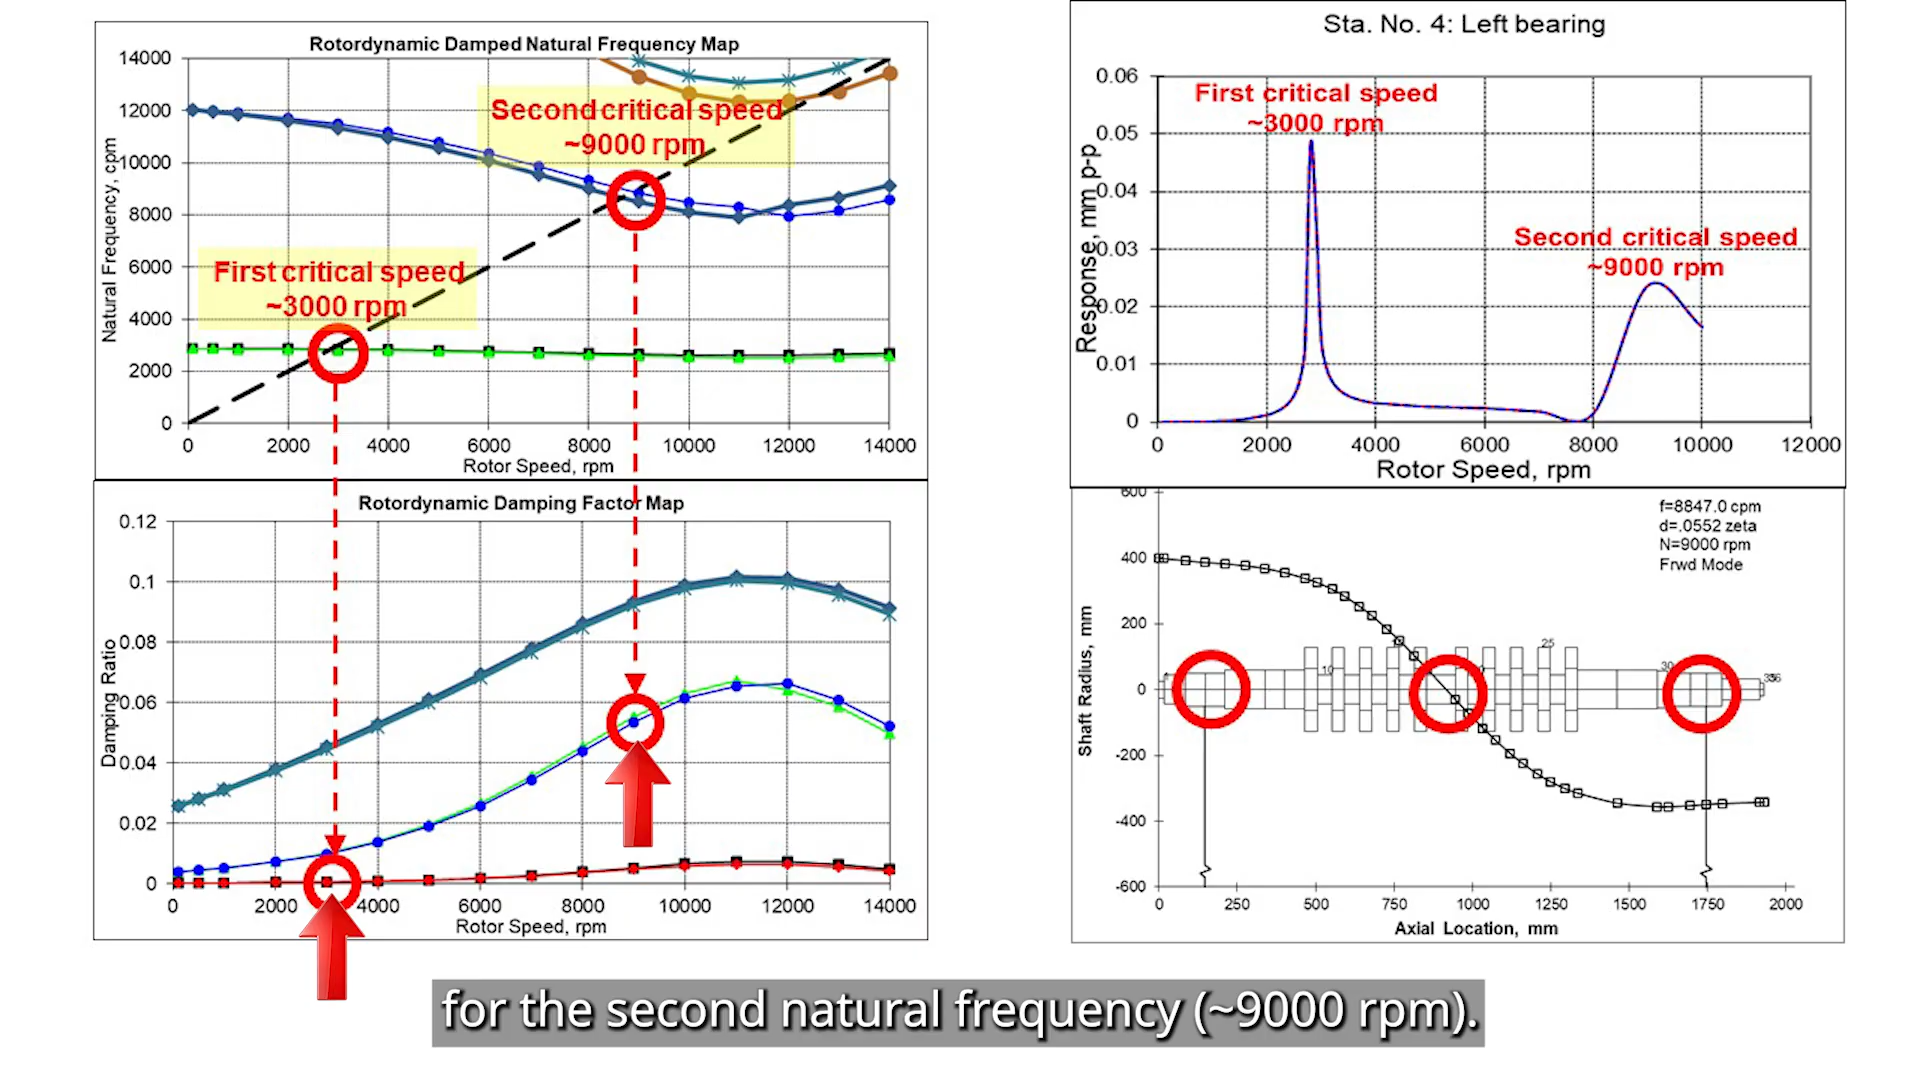 Rotordynamic Damped Natural Frequency Map
14000
12000
10000
8000
6000
4000
2000
0
Natural Frequency, cpm
Second critical speed
~9000 rpm
First critical speed
~3000 rpm
0 2000 4000 6000 8000 10000 12000 14000
Rotor Speed, rpm
Rotordynamic Damping Factor Map
0.12
0.1
0.08
0.06
0.04
0.02
0
Damping Ratio
0 2000 4000 6000 8000 10000 12000 14000
Rotor Speed, rpm
Sta. No. 4: Left bearing
0.06
0.05
0.04
0.03
0.02
0.01
0
Response, mm p-p
First critical speed
~3000 rpm
Second critical speed
~9000 rpm
0 2000 4000 6000 8000 10000 12000
Rotor Speed, rpm
600
400
200
0
-200
-400
-600
Shaft Radius, mm
f=8847.0 cpm
d=.0552 zeta
N=9000 rpm
Frwd Mode
10
25
30
0 250 500 750 1000 1250 1500 1750 2000
Axial Location, mm
for the second natural frequency (~9000 rpm).